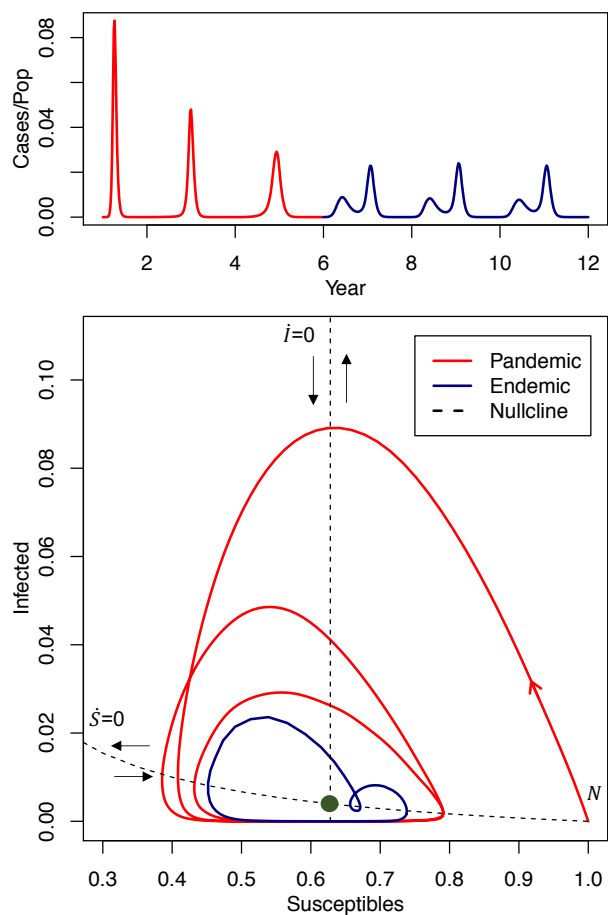 Cases/Pop
0.00 0.04 0.08
2 4 6 8 10 12
Year
İ=0
Pandemic
Endemic
Nullcline
Infected
0.00 0.02 0.04 0.06 0.08 0.10
Ṡ=0
N
0.3 0.4 0.5 0.6 0.7 0.8 0.9 1.0
Susceptibles